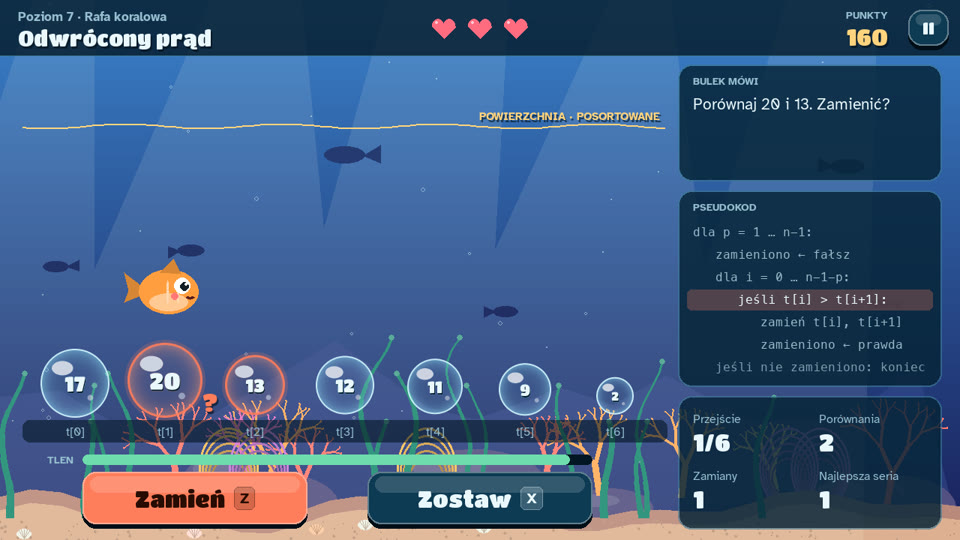 Poziom 7 · Rafa koralowa
Odwrócony prąd
PUNKTY
160
BULEK MÓWI
Porównaj 20 i 13. Zamienić?
POWIERZCHNIA · POSORTOWANE
PSEUDOKOD
dla p = 1 … n−1:
zamieniono ← fałsz
dla i = 0 … n−1−p:
jeśli t[i] > t[i+1]:
zamień t[i], t[i+1]
zamieniono ← prawda
jeśli nie zamieniono: koniec
17 20 ? 13 12 11 9 2
t[0] t[1] t[2] t[3] t[4] t[5] t[6]
TLEN
Zamień Z
Zostaw X
Przejście
1/6
Porównania
2
Zamiany
1
Najlepsza seria
1